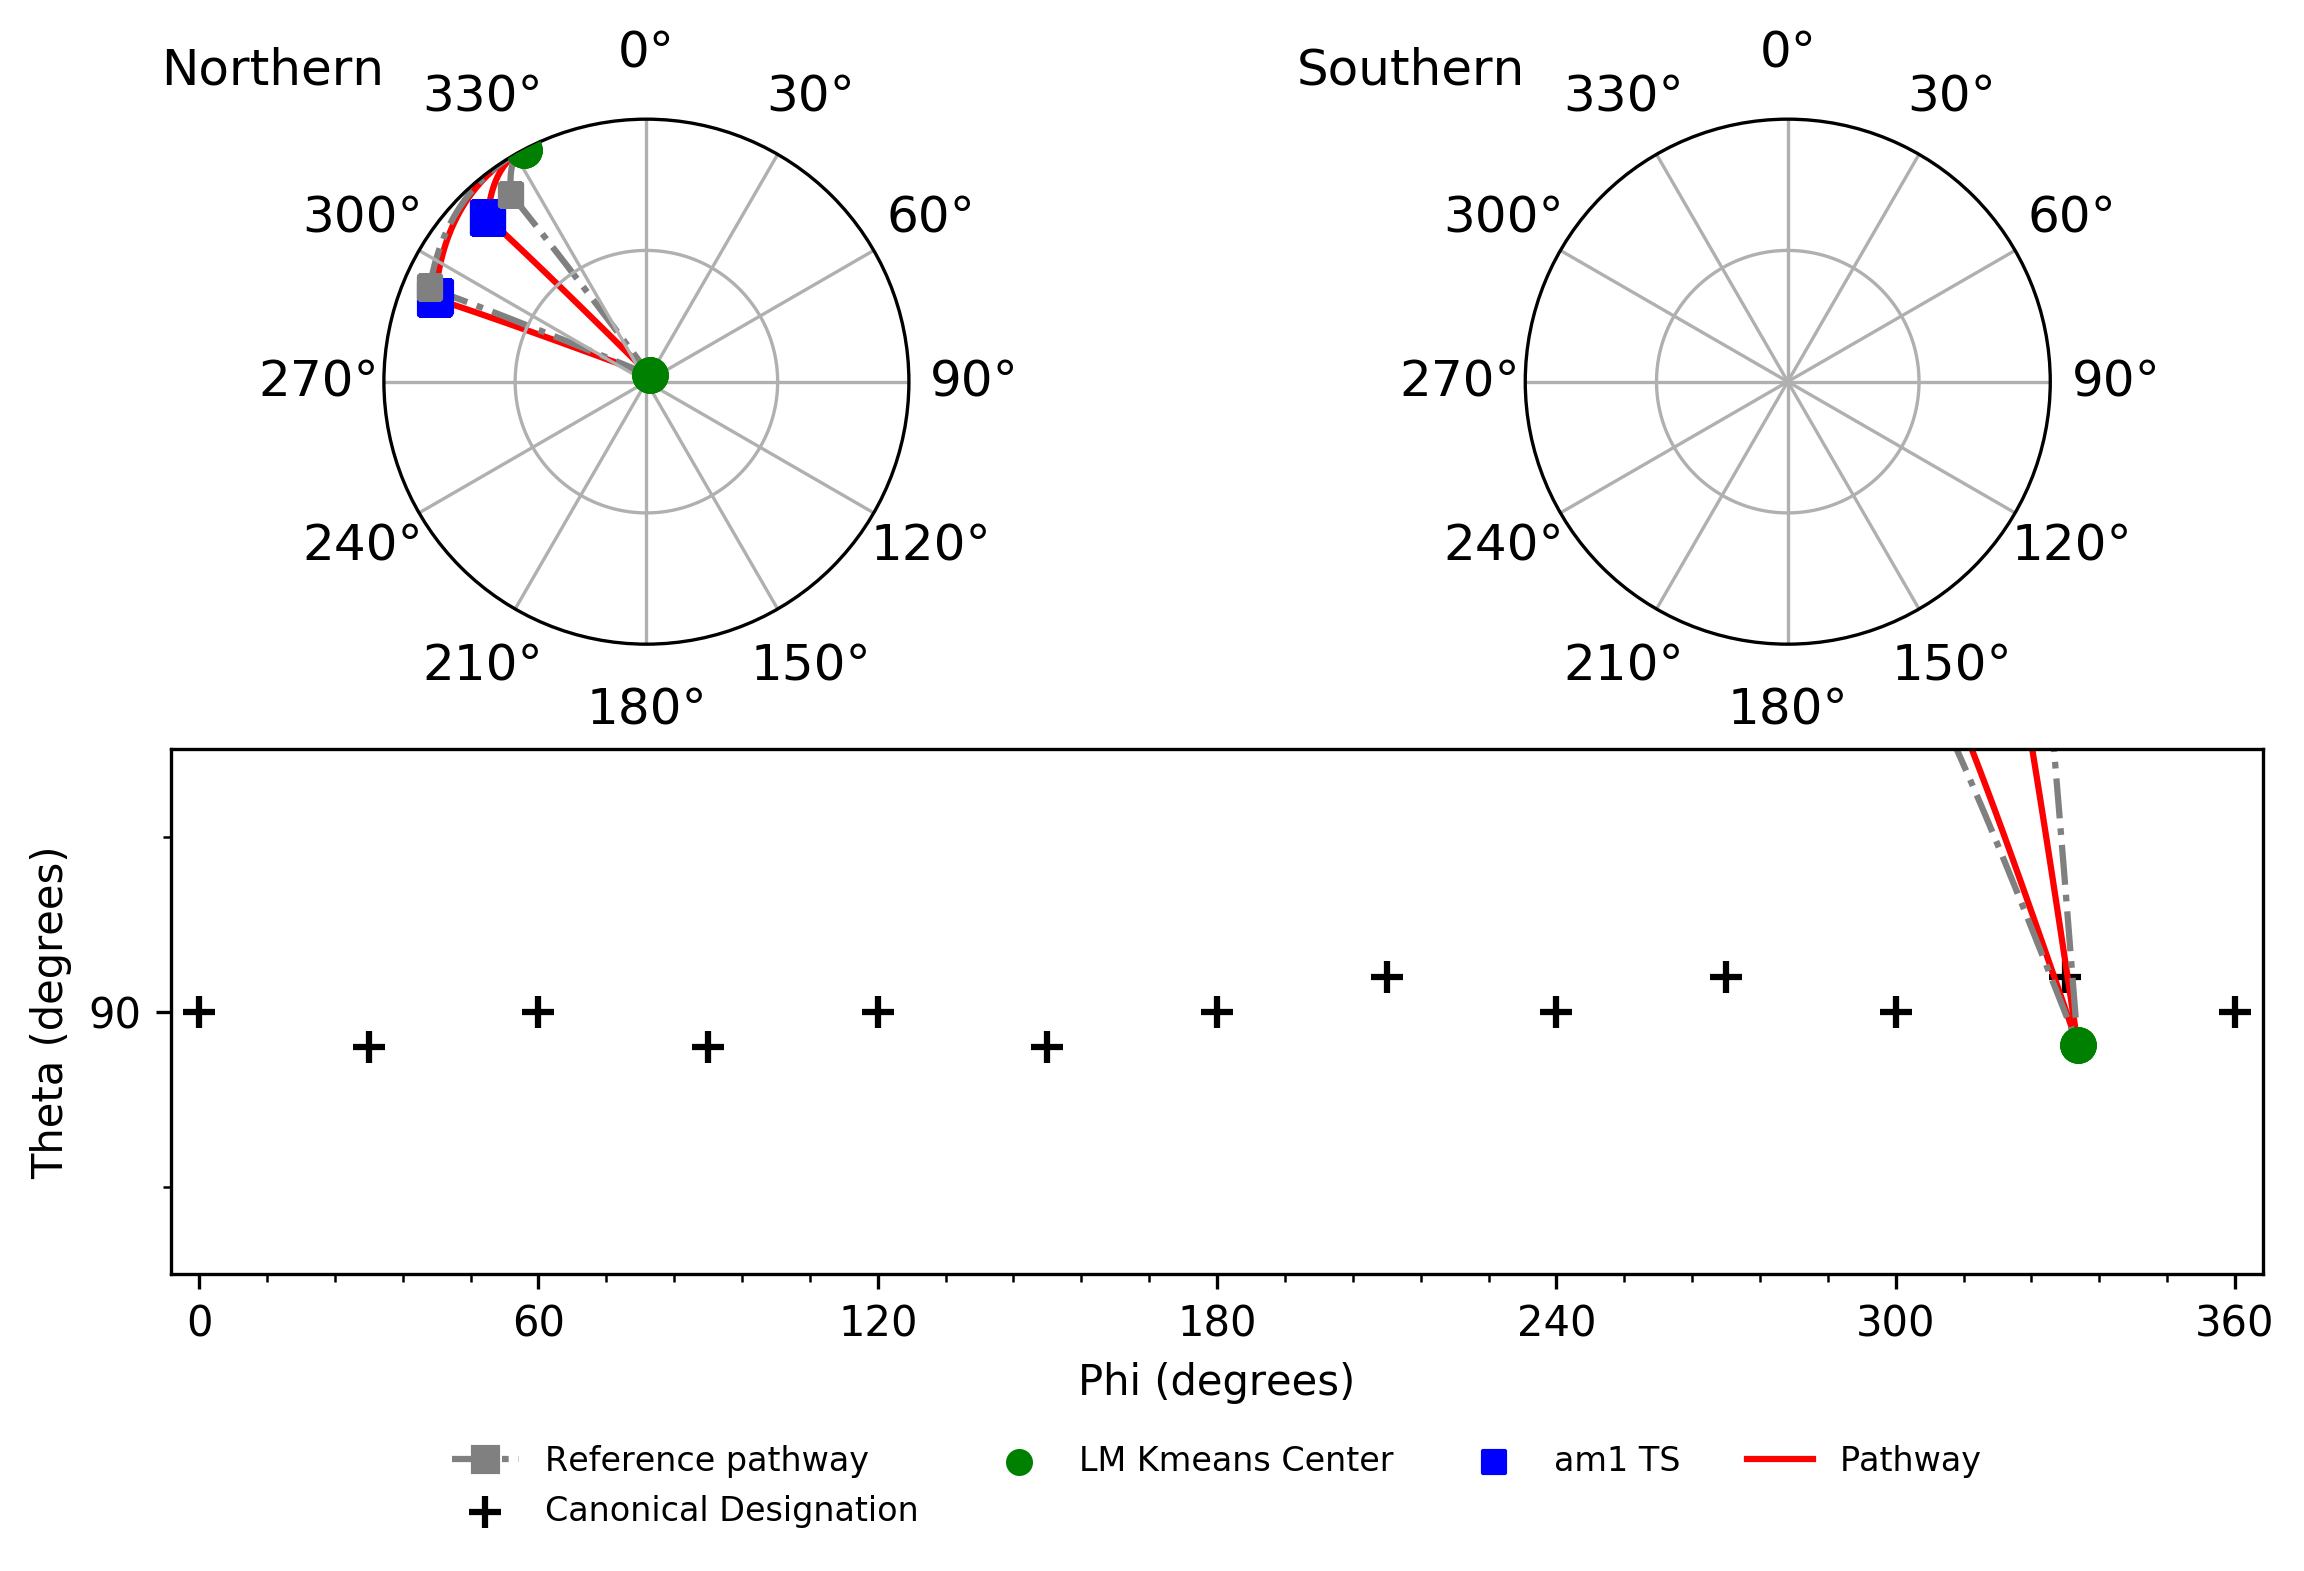 Northern
0°
30°
60°
90°
120°
150°
180°
210°
240°
270°
300°
330°
Southern
0°
30°
60°
90°
120°
150°
180°
210°
240°
270°
300°
330°
Theta (degrees)
90
0 60 120 180 240 300 360
Phi (degrees)
Reference pathway
Canonical Designation
LM Kmeans Center
am1 TS
Pathway